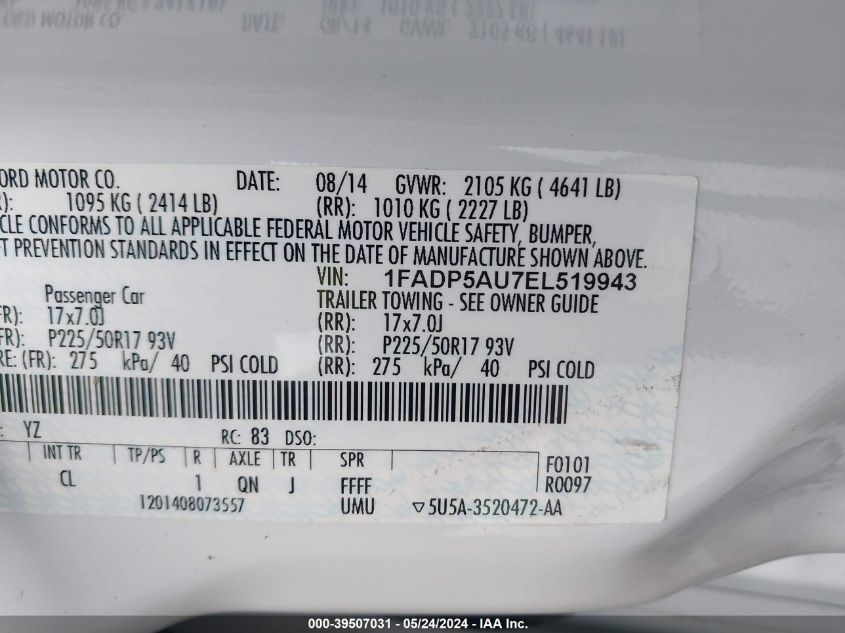 ORD MOTOR CO. DATE: 08/14 GVWR: 2105 KG ( 4641 LB)
R): 1095 KG ( 2414 LB) (RR): 1010 KG ( 2227 LB)
CLE CONFORMS TO ALL APPLICABLE FEDERAL MOTOR VEHICLE SAFETY, BUMPER,
FT PREVENTION STANDARDS IN EFFECT ON THE DATE OF MANUFACTURE SHOWN ABOVE.
VIN: 1FADP5AU7EL519943
Passenger Car TRAILER TOWING - SEE OWNER GUIDE
FR): 17x7.0J (RR): 17x7.0J
FR): P225/50R17 93V (RR): P225/50R17 93V
RE: (FR): 275 kPa/ 40 PSI COLD (RR): 275 kPa/ 40 PSI COLD
: YZ RC: 83 DSO:
INT TR TP/PS R AXLE TR SPR F0101
CL 1 QN J FFFF R0097
1201408073557 UMU ▽5U5A-3520472-AA
000-39507031 - 05/24/2024 - IAA Inc.